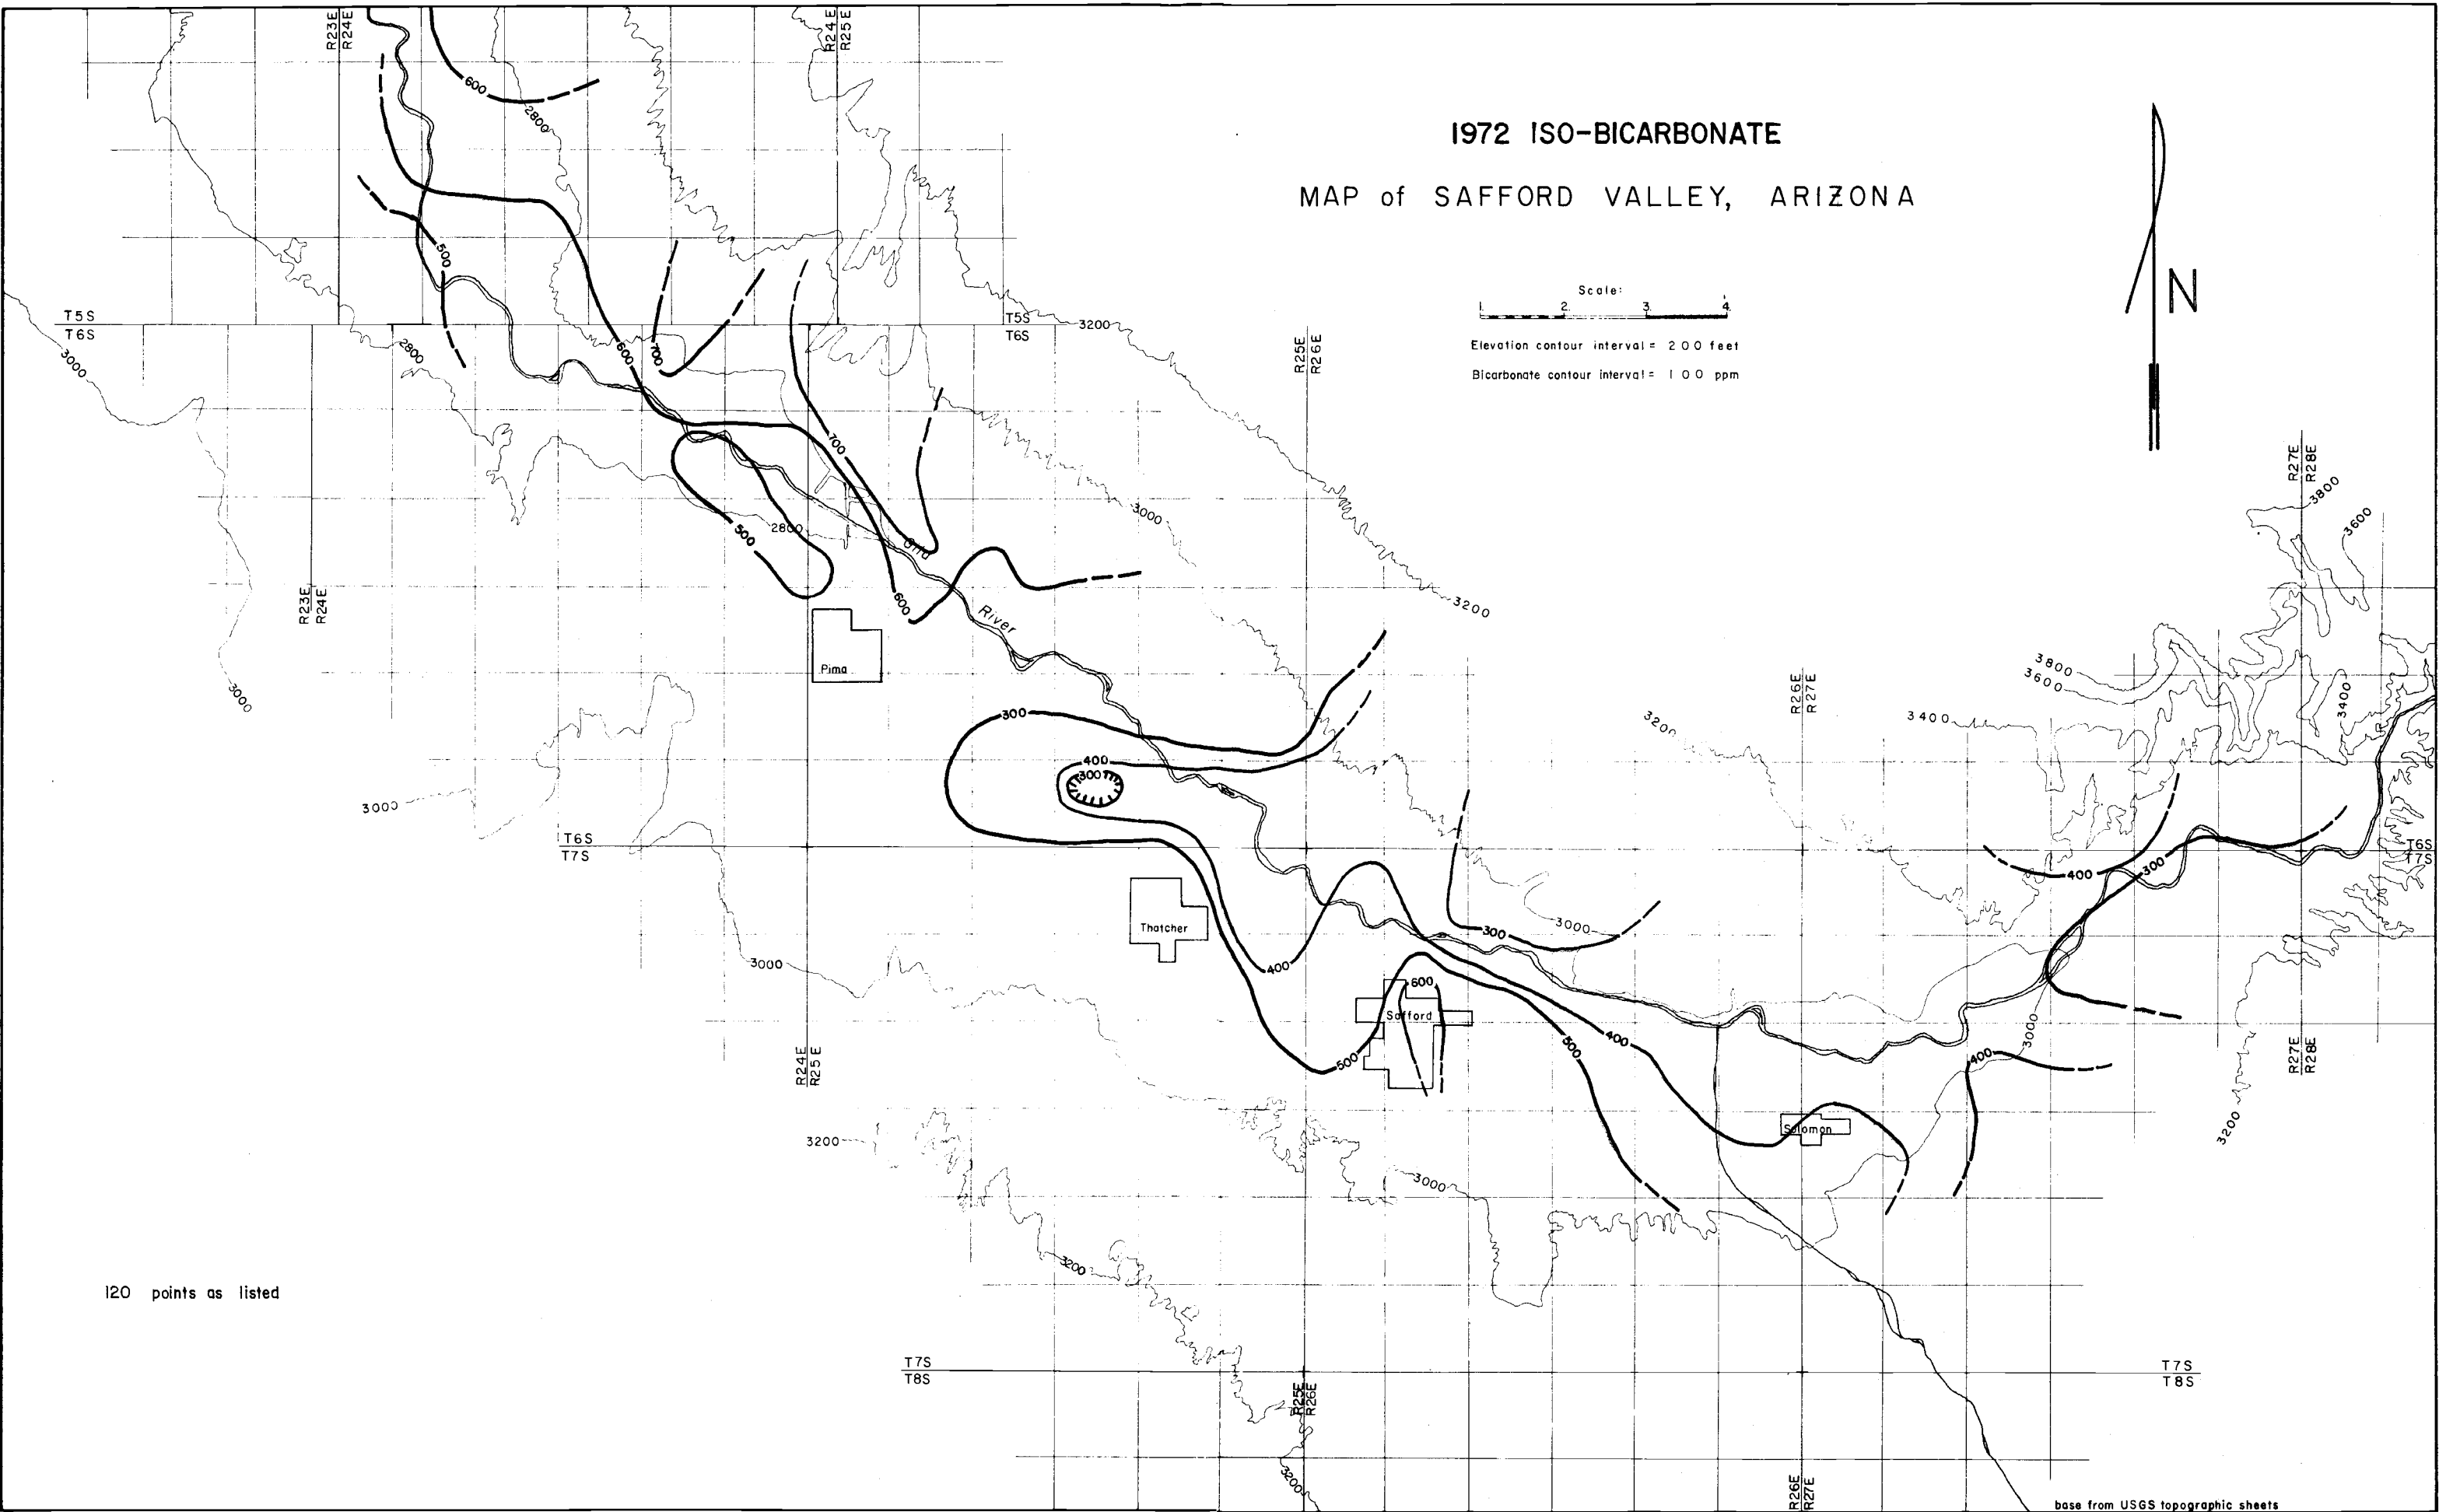 R23E
R24E
R24E
R25E
1972 ISO-BICARBONATE
MAP of SAFFORD VALLEY, ARIZONA
N
Scale:
1 2 3 4
Elevation contour interval= 200 feet
Bicarbonate contour interval= 100 ppm
600
2800
500
T5S
T6S
T5S
T6S
3200
3000
2800
600
700
R25E
R26E
700
R27E
R28E
3800
3600
3000
500
2800
Gila
600
River
R23E
R24E
3200
Pima
3000
3800
3600
3400
R26E
R27E
300
3200
3400
400
300
3000
T6S
T7S
T6S
T7S
400
300
Thatcher
300
3000
3000
400
600
Safford
500
500
400
3000
400
R24E
R25E
R27E
R28E
Solomon
3200
3200
3000
3200
120 points as listed
T7S
T8S
T7S
T8S
R25E
R26E
3200
R26E
R27E
base from USGS topographic sheets